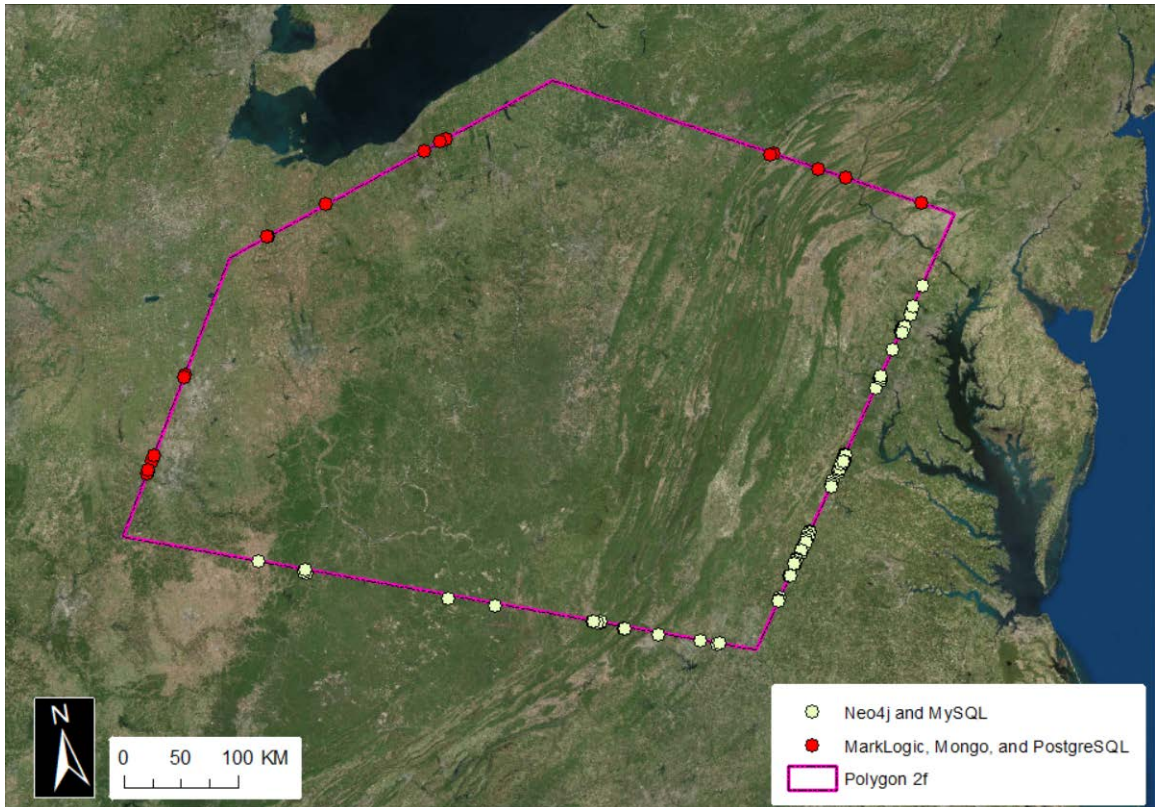 N
0 50 100 KM
Neo4j and MySQL
MarkLogic, Mongo, and PostgreSQL
Polygon 2f